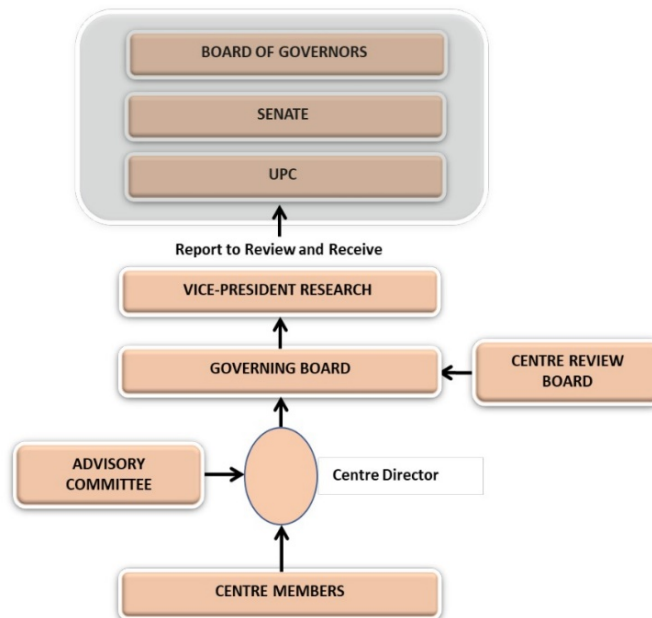 BOARD OF GOVERNORS
SENATE
UPC
Report to Review and Receive
VICE-PRESIDENT RESEARCH
GOVERNING BOARD
CENTRE REVIEW
BOARD
ADVISORY
COMMITTEE
Centre Director
CENTRE MEMBERS